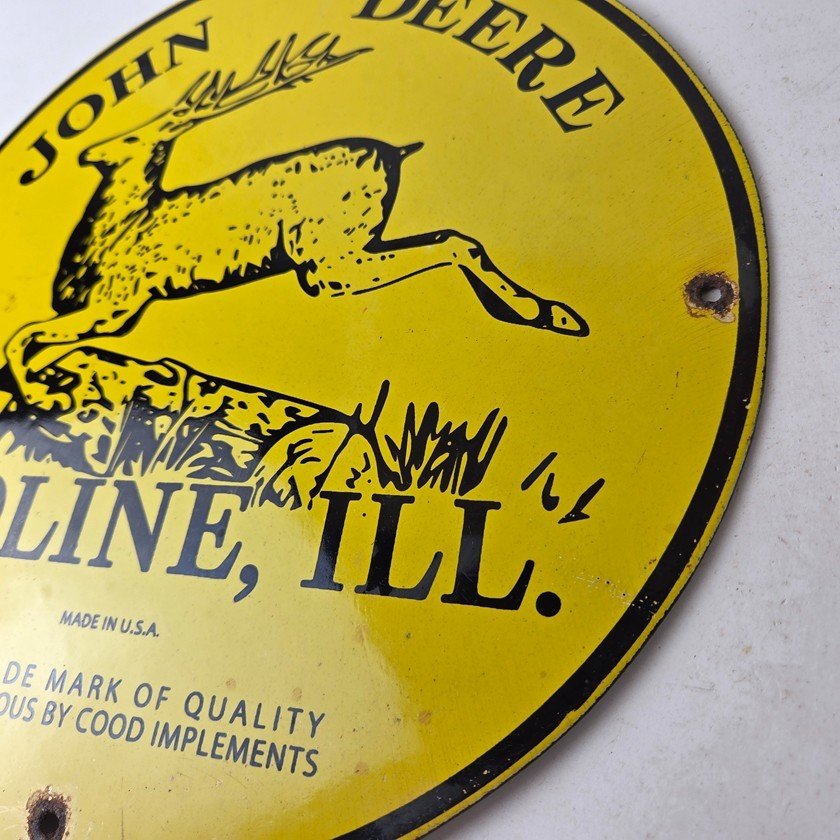 JOHN DEERE
OLINE, ILL.
MADE IN U.S.A.
DE MARK OF QUALITY
OUS BY COOD IMPLEMENTS